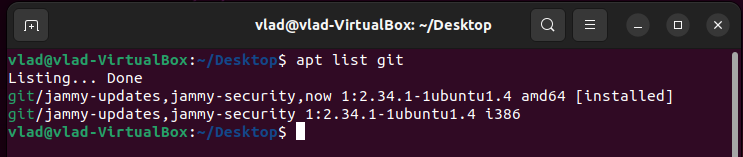 vlad@vlad-VirtualBox: ~/Desktop
vlad@vlad-VirtualBox:~/Desktop$ apt list git
Listing... Done
git/jammy-updates,jammy-security,now 1:2.34.1-1ubuntu1.4 amd64 [installed]
git/jammy-updates,jammy-security 1:2.34.1-1ubuntu1.4 i386
vlad@vlad-VirtualBox:~/Desktop$